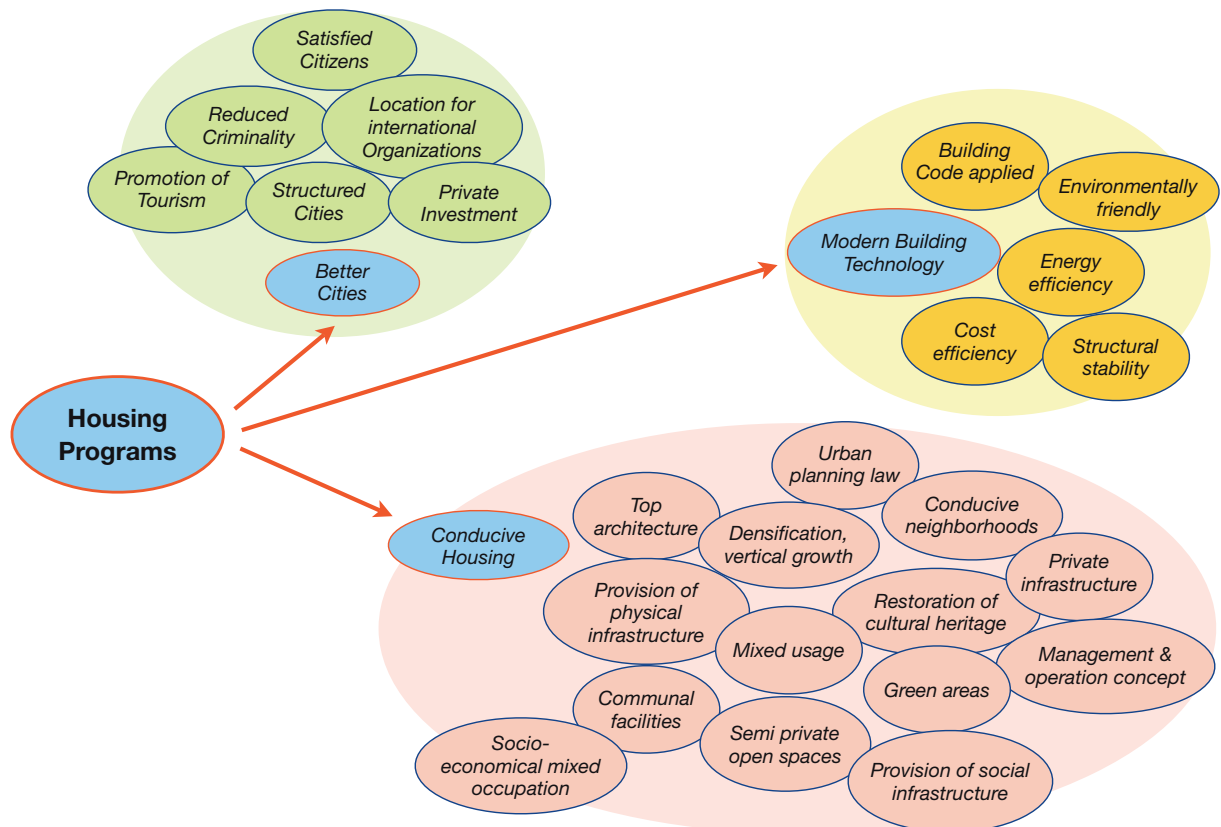 Satisfied
Citizens
Reduced
Criminality
Location for
international
Organizations
Promotion of
Tourism
Structured
Cities
Private
Investment
Better
Cities
Building
Code applied
Environmentally
friendly
Modern Building
Technology
Energy
efficiency
Cost
efficiency
Structural
stability
Housing
Programs
Conducive
Housing
Urban
planning law
Top
architecture
Densification,
vertical growth
Conducive
neighborhoods
Private
infrastructure
Provision of
physical
infrastructure
Mixed usage
Restoration of
cultural heritage
Management &
operation concept
Green areas
Communal
facilities
Semi private
open spaces
Socio-
economical mixed
occupation
Provision of social
infrastructure